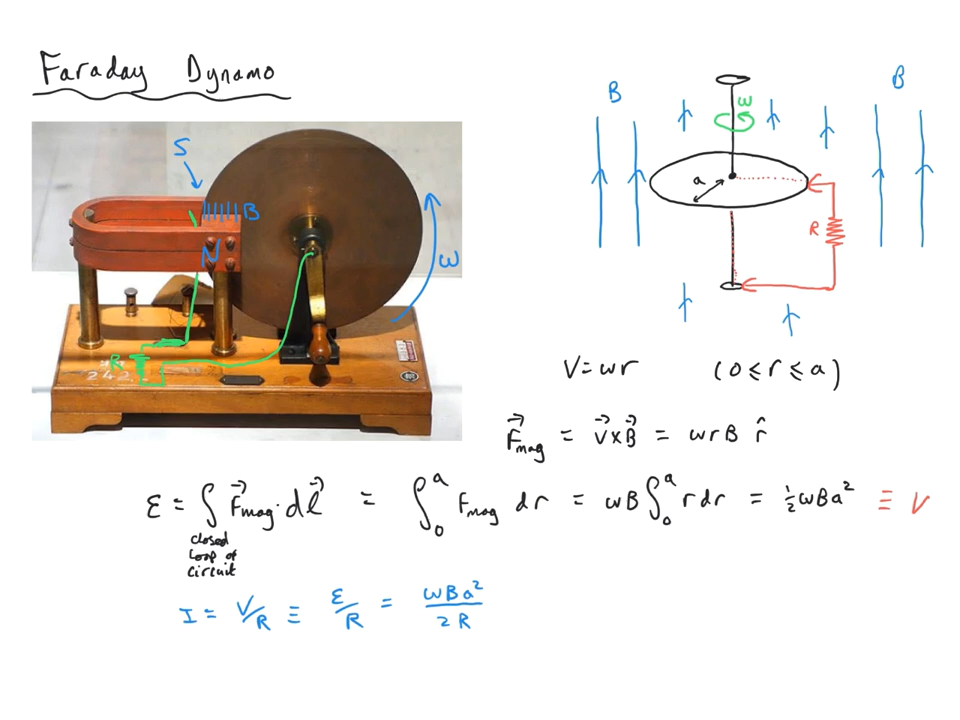 Faraday Dynamo
B
B
ω
a
R
S
B
N
ω
R
242
V = ωr (0 ≤ r ≤ a)
F⃗mag = v⃗ × B⃗ = ωrB r̂
ε = ∫ F⃗mag · dl⃗ = ∫₀ᵃ Fmag dr = ωB ∫₀ᵃ r dr = ½ωBa² ≡ V
closed
loop of
circuit
I = V/R ≡ ε/R = ωBa²/2R